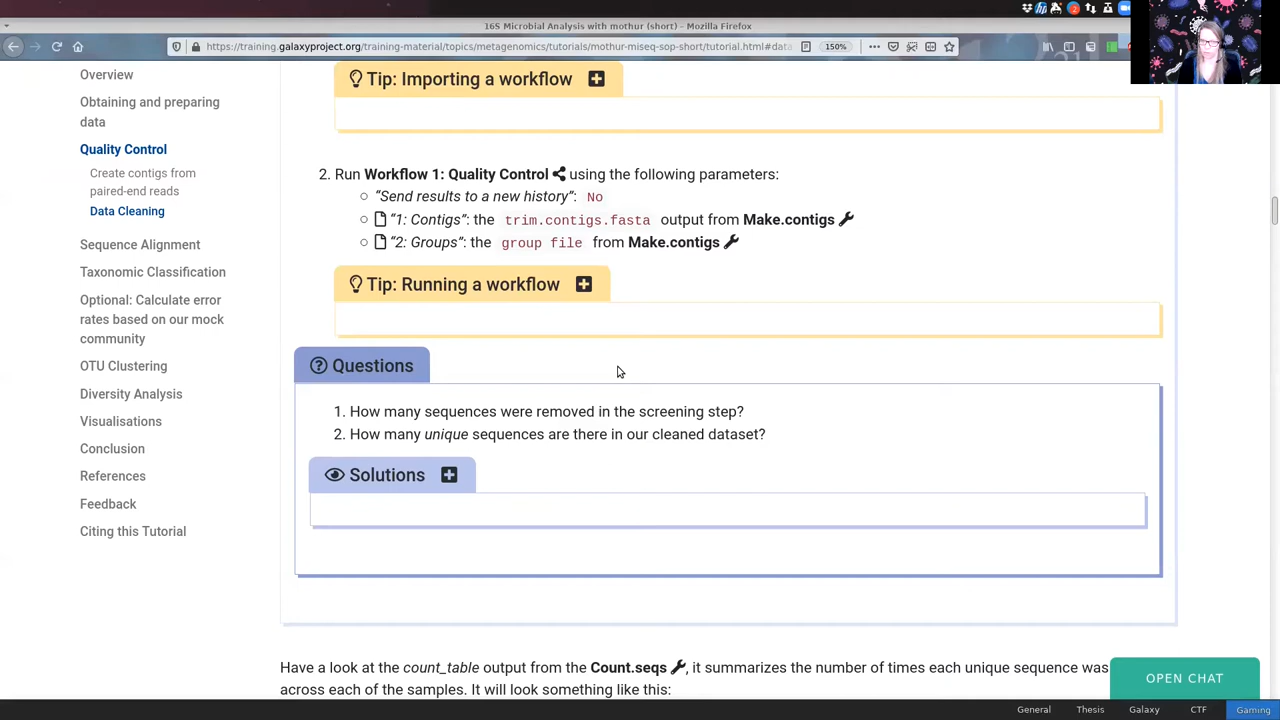 16S Microbial Analysis with mothur (short) – Mozilla Firefox
https://training.galaxyproject.org/training-material/topics/metagenomics/tutorials/mothur-miseq-sop-short/tutorial.html#data
150%
Overview
Obtaining and preparing
data
Quality Control
Create contigs from
paired-end reads
Data Cleaning
Sequence Alignment
Taxonomic Classification
Optional: Calculate error
rates based on our mock
community
OTU Clustering
Diversity Analysis
Visualisations
Conclusion
References
Feedback
Citing this Tutorial
Tip: Importing a workflow
2. Run Workflow 1: Quality Control using the following parameters:
“Send results to a new history”: No
“1: Contigs”: the trim.contigs.fasta output from Make.contigs
“2: Groups”: the group file from Make.contigs
Tip: Running a workflow
Questions
1. How many sequences were removed in the screening step?
2. How many unique sequences are there in our cleaned dataset?
Solutions
Have a look at the count_table output from the Count.seqs , it summarizes the number of times each unique sequence was
across each of the samples. It will look something like this:
OPEN CHAT
General Thesis Galaxy CTF Gaming